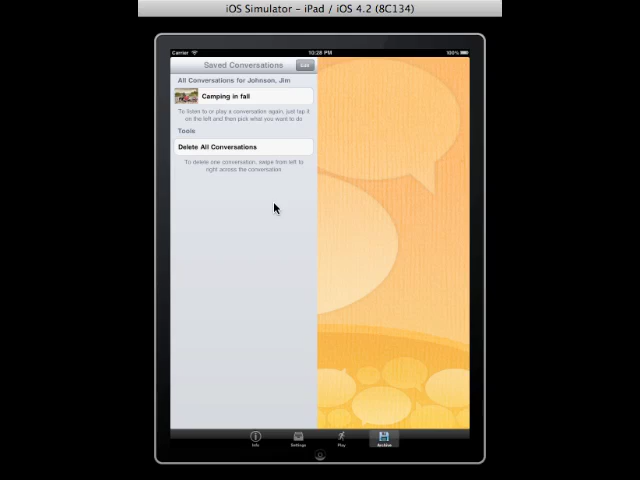 iOS Simulator - iPad / iOS 4.2 (8C134)
Carrier 10:28 PM 100%
Saved Conversations Edit
All Conversations for Johnson, Jim
Camping in fall
To listen to or play a conversation again, just tap it
on the left and then pick what you want to do
Tools
Delete All Conversations
To delete one conversation, swipe from left to
right across the conversation
Info Settings Play Archive